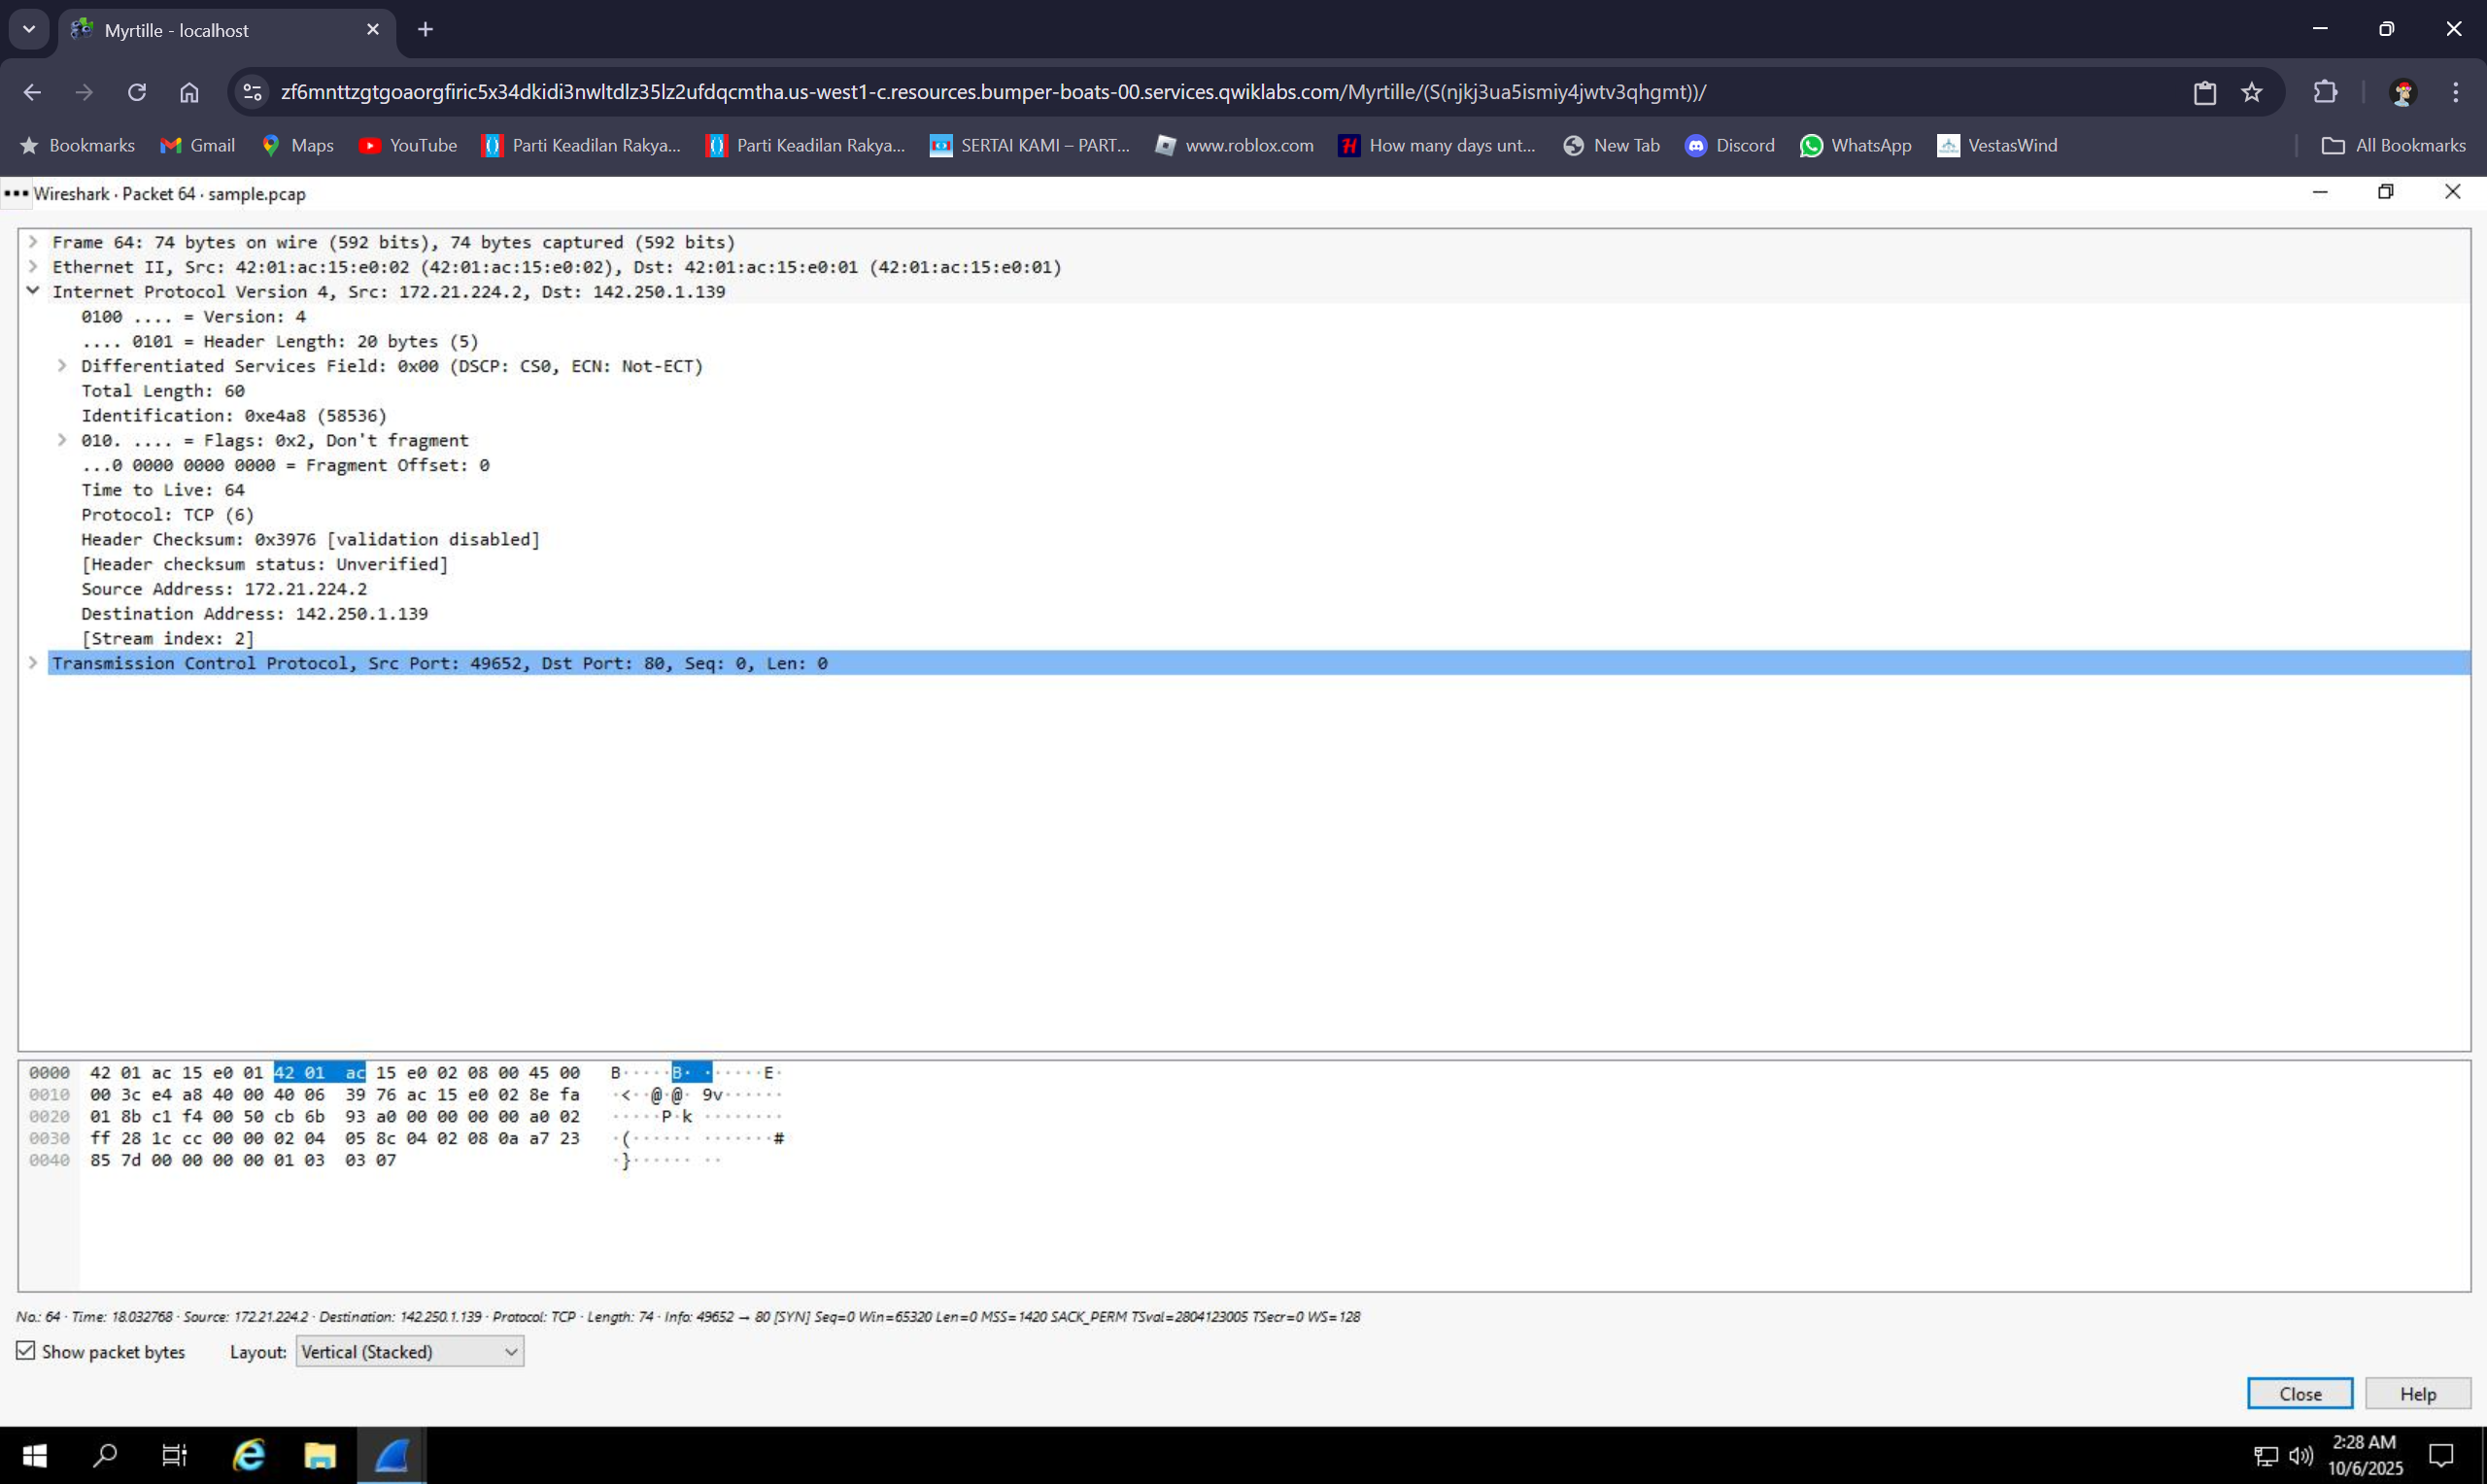 Myrtille - localhost
zf6mnttzgtgoaorgfiric5x34dkidi3nwltdlz35lz2ufdqcmtha.us-west1-c.resources.bumper-boats-00.services.qwiklabs.com/Myrtille/(S(njkj3ua5ismiy4jwtv3qhgmt))/
Bookmarks Gmail Maps YouTube Parti Keadilan Rakya... Parti Keadilan Rakya... SERTAI KAMI – PART... www.roblox.com How many days unt... New Tab Discord WhatsApp VestasWind All Bookmarks
Wireshark · Packet 64 · sample.pcap
Frame 64: 74 bytes on wire (592 bits), 74 bytes captured (592 bits)
Ethernet II, Src: 42:01:ac:15:e0:02 (42:01:ac:15:e0:02), Dst: 42:01:ac:15:e0:01 (42:01:ac:15:e0:01)
Internet Protocol Version 4, Src: 172.21.224.2, Dst: 142.250.1.139
0100 .... = Version: 4
.... 0101 = Header Length: 20 bytes (5)
Differentiated Services Field: 0x00 (DSCP: CS0, ECN: Not-ECT)
Total Length: 60
Identification: 0xe4a8 (58536)
010. .... = Flags: 0x2, Don't fragment
...0 0000 0000 0000 = Fragment Offset: 0
Time to Live: 64
Protocol: TCP (6)
Header Checksum: 0x3976 [validation disabled]
[Header checksum status: Unverified]
Source Address: 172.21.224.2
Destination Address: 142.250.1.139
[Stream index: 2]
Transmission Control Protocol, Src Port: 49652, Dst Port: 80, Seq: 0, Len: 0
0000 42 01 ac 15 e0 01 42 01 ac 15 e0 02 08 00 45 00 B·····B· ·····E·
0010 00 3c e4 a8 40 00 40 06 39 76 ac 15 e0 02 8e fa ·<··@·@· 9v······
0020 01 8b c1 f4 00 50 cb 6b 93 a0 00 00 00 00 a0 02 ·····P·k ········
0030 ff 28 1c cc 00 00 02 04 05 8c 04 02 08 0a a7 23 ·(······ ·······#
0040 85 7d 00 00 00 00 01 03 03 07 ·}······ ··
No.: 64 · Time: 18.032768 · Source: 172.21.224.2 · Destination: 142.250.1.139 · Protocol: TCP · Length: 74 · Info: 49652 → 80 [SYN] Seq=0 Win=65320 Len=0 MSS=1420 SACK_PERM TSval=2804123005 TSecr=0 WS=128
Show packet bytes Layout: Vertical (Stacked)
Close Help
2:28 AM
10/6/2025